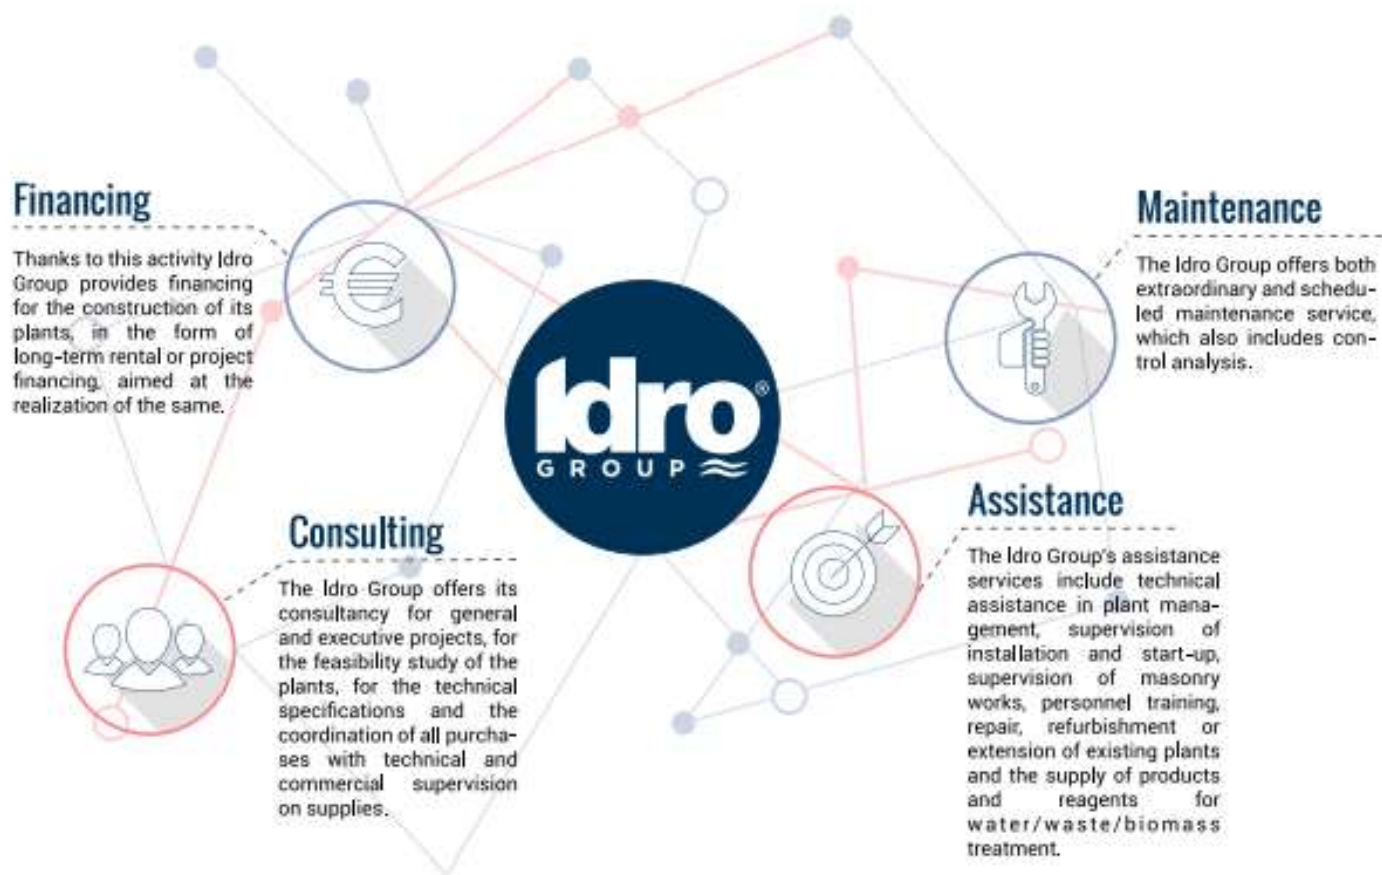 Financing
Thanks to this activity Idro
Group provides financing
for the construction of its
plants, in the form of
long-term rental or project
financing, aimed at the
realization of the same.
Consulting
The Idro Group offers its
consultancy for general
and executive projects, for
the feasibility study of the
plants, for the technical
specifications and the
coordination of all purcha-
ses with technical and
commercial supervision
on supplies.
Idro®
GROUP
Maintenance
The Idro Group offers both
extraordinary and schedu-
led maintenance service,
which also includes con-
trol analysis.
Assistance
The Idro Group's assistance
services include technical
assistance in plant mana-
gement, supervision of
installation and start-up,
supervision of masonry
works, personnel training,
repair, refurbishment or
extension of existing plants
and the supply of products
and reagents for
water/waste/biomass
treatment.